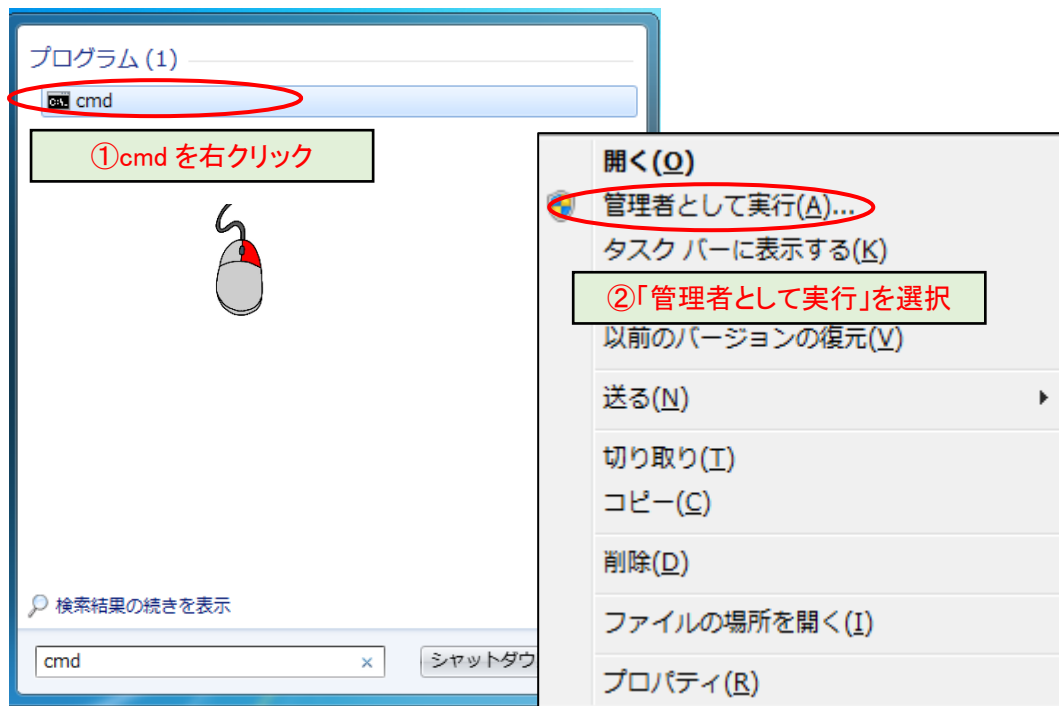 プログラム (1)
cmd
①cmd を右クリック
開く(O)
管理者として実行(A)...
タスク バーに表示する(K)
②「管理者として実行」を選択
以前のバージョンの復元(V)
送る(N)
切り取り(T)
コピー(C)
削除(D)
ファイルの場所を開く(I)
プロパティ(R)
検索結果の続きを表示
cmd
シャットダウ